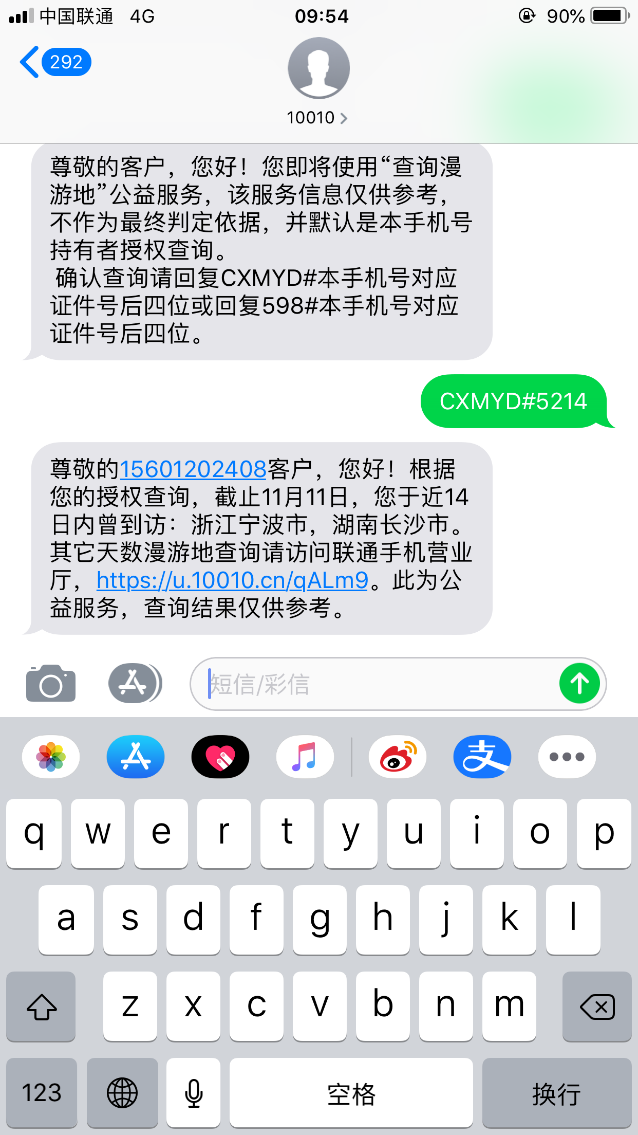 中国联通 4G 09:54 90%
292
10010
尊敬的客户，您好！您即将使用“查询漫
游地”公益服务，该服务信息仅供参考，
不作为最终判定依据，并默认是本手机号
持有者授权查询。
确认查询请回复CXMYD#本手机号对应
证件号后四位或回复598#本手机号对应
证件号后四位。
CXMYD#5214
尊敬的15601202408客户，您好！根据
您的授权查询，截止11月11日，您于近14
日内曾到访：浙江宁波市，湖南长沙市。
其它天数漫游地查询请访问联通手机营业
厅，https://u.10010.cn/qALm9。此为公
益服务，查询结果仅供参考。
短信/彩信
支
q w e r t y u i o p
a s d f g h j k l
z x c v b n m
123 空格 换行